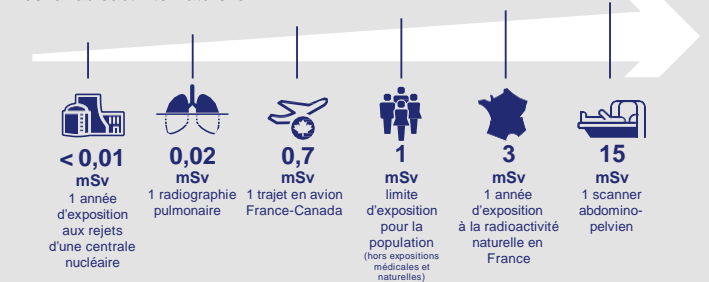 < 0,01
mSv
1 année
d'exposition
aux rejets
d'une centrale
nucléaire
0,02
mSv
1 radiographie
pulmonaire
0,7
mSv
1 trajet en avion
France-Canada
1
mSv
limite
d'exposition
pour la
population
(hors expositions
médicales et
naturelles)
3
mSv
1 année
d'exposition
à la radioactivité
naturelle en
France
15
mSv
1 scanner
abdomino-
pelvien